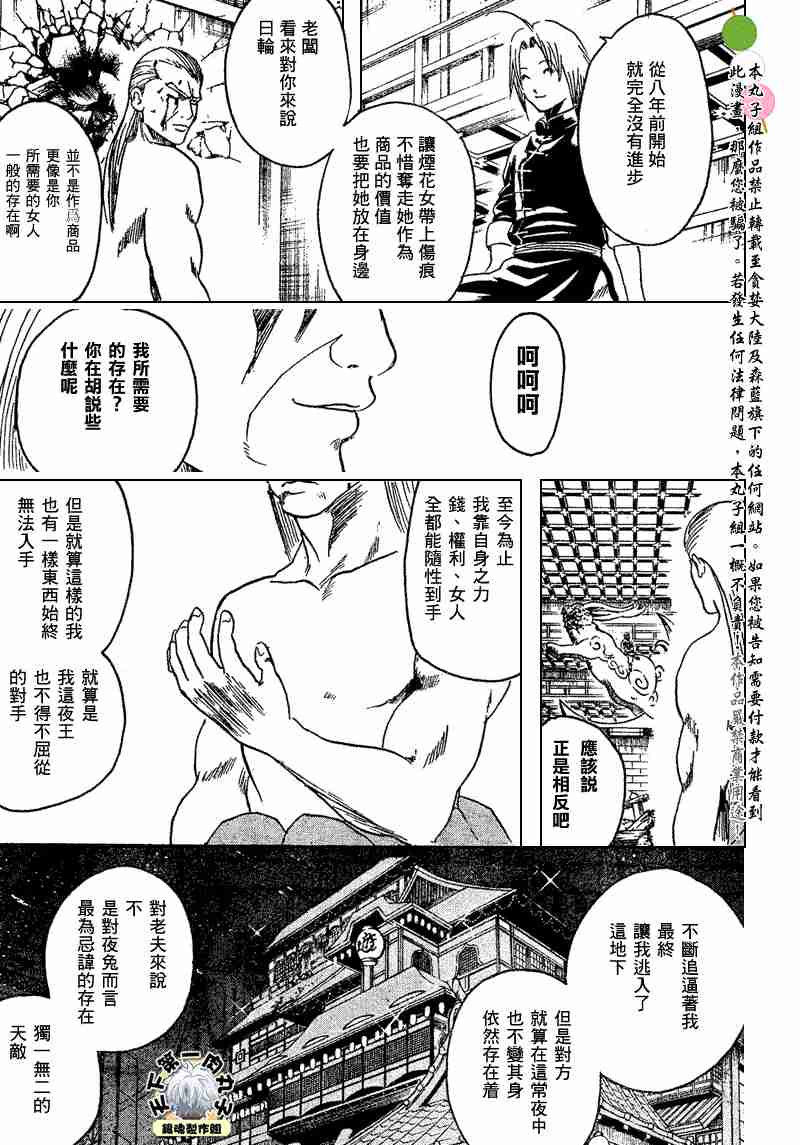 從八年前開始
就完全沒有進步
老闆
看來對你來說
日輪
讓煙花女帶上傷痕
不惜奪走她作為
商品的價值
也要把她放在身邊
並不是作爲商品
更像是你
所需要的女人
一般的存在啊
呵呵呵
我所需要
的存在?
你在胡説些
什麼呢
應該説
正是相反吧
至今為止
我靠自身之力
錢、權利、女人
全都能隨性到手
但是就算這樣的我
也有一樣東西始終
無法入手
就算是
我這夜王
也不得不屈從
的對手
不斷追逼著我
最終
讓我逃入了
這地下
但是對方
就算在這常夜中
也不變其身
依然存在着
對老夫來說
不
是對夜兔而言
最為忌諱的存在
獨一無二的
天敵
遊
本丸子組作品禁止轉載至貪婪大陸及森藍旗下的任何網站。如果您被告知需要付款才能看到
此漫畫,那麼您被騙了。若發生任何法律問題,本丸子組一概不負責!本作品嚴禁商業用途
銀魂製作組